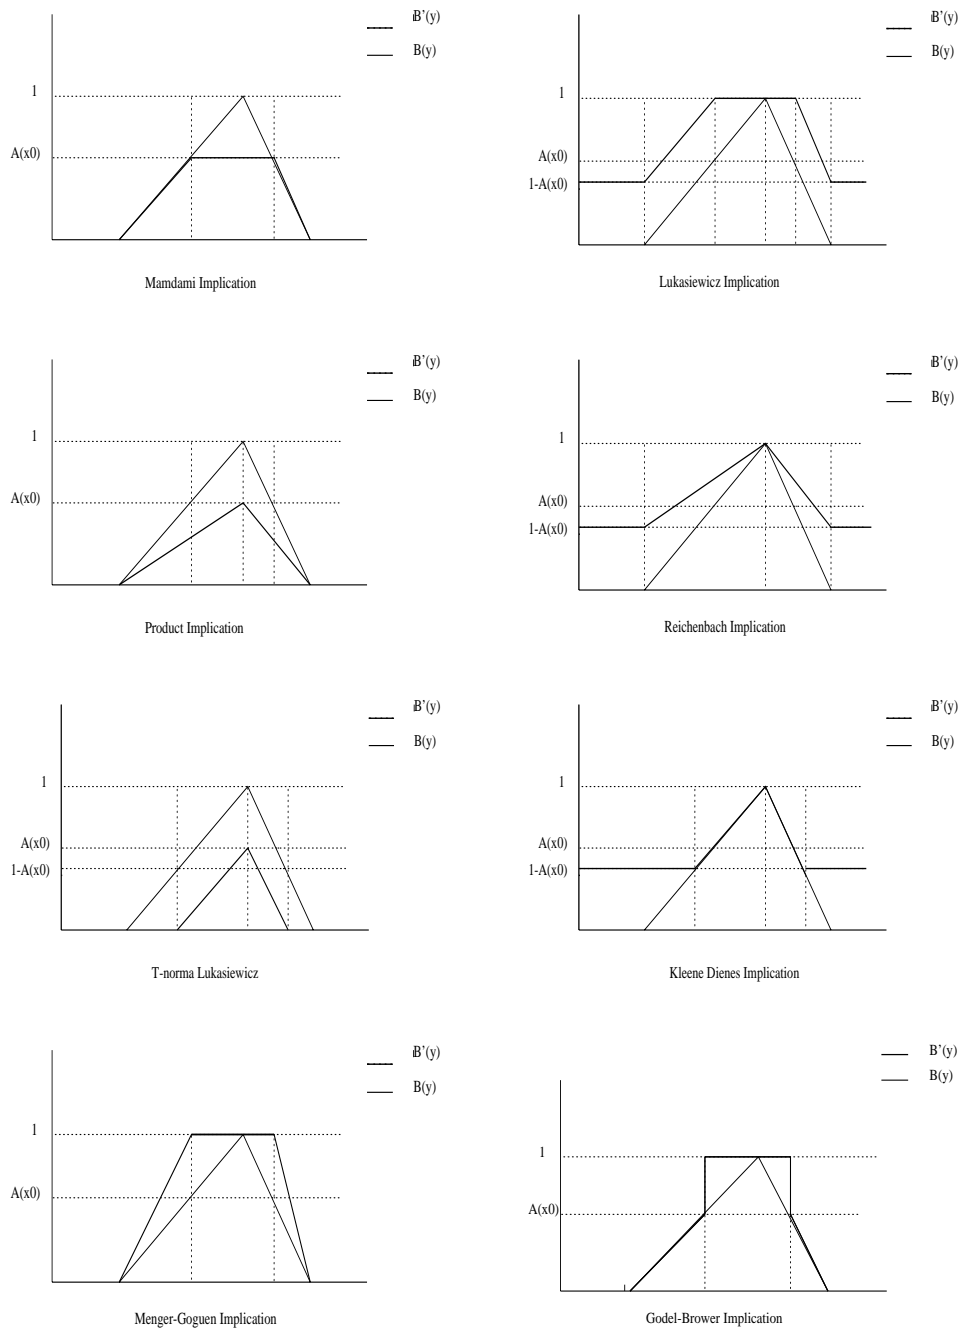 B'(y)
B(y)
1
A(x0)
Mamdami Implication
B'(y)
B(y)
1
A(x0)
1-A(x0)
Lukasiewicz Implication
B'(y)
B(y)
1
A(x0)
Product Implication
B'(y)
B(y)
1
A(x0)
1-A(x0)
Reichenbach Implication
B'(y)
B(y)
1
A(x0)
1-A(x0)
T-norma Lukasiewicz
B'(y)
B(y)
1
A(x0)
1-A(x0)
Kleene Dienes Implication
B'(y)
B(y)
1
A(x0)
Menger-Goguen Implication
B'(y)
B(y)
1
A(x0)
Godel-Brower Implication